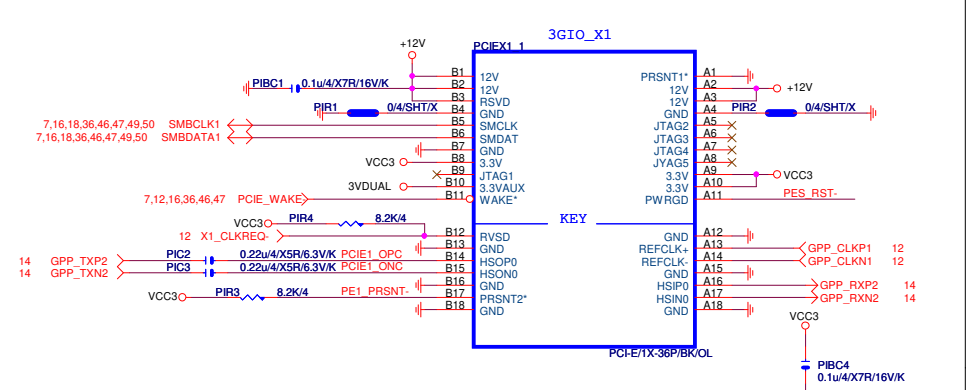 3GIO_X1
+12V
PCIEX1_1
B1 12V PRSNT1* A1
PIBC1 0.1u/4/X7R/16V/K B2 12V 12V A2 +12V
B3 RSVD 12V A3
PIR1 0/4/SHT/X B4 GND GND A4 PIR2 0/4/SHT/X
7,16,18,36,46,47,49,50 SMBCLK1 B5 SMCLK JTAG2 A5
7,16,18,36,46,47,49,50 SMBDATA1 B6 SMDAT JTAG3 A6
B7 GND JTAG4 A7
VCC3 B8 3.3V JYAG5 A8
B9 JTAG1 3.3V A9 VCC3
3VDUAL B10 3.3VAUX 3.3V A10
7,12,16,36,46,47 PCIE_WAKE B11 WAKE* PWRGD A11 PES_RST-
KEY
VCC3 PIR4 8.2K/4
12 X1_CLKREQ- B12 RVSD GND A12
B13 GND REFCLK+ A13 GPP_CLKP1 12
14 GPP_TXP2 PIC2 0.22u/4/X5R/6.3V/K PCIE1_OPC B14 HSOP0 REFCLK- A14 GPP_CLKN1 12
14 GPP_TXN2 PIC3 0.22u/4/X5R/6.3V/K PCIE1_ONC B15 HSON0 GND A15
B16 GND HSIP0 A16 GPP_RXP2 14
VCC3 PIR3 8.2K/4 PE1_PRSNT- B17 PRSNT2* HSIN0 A17 GPP_RXN2 14
B18 GND GND A18
VCC3
PCI-E/1X-36P/BK/OL
PIBC4
0.1u/4/X7R/16V/K